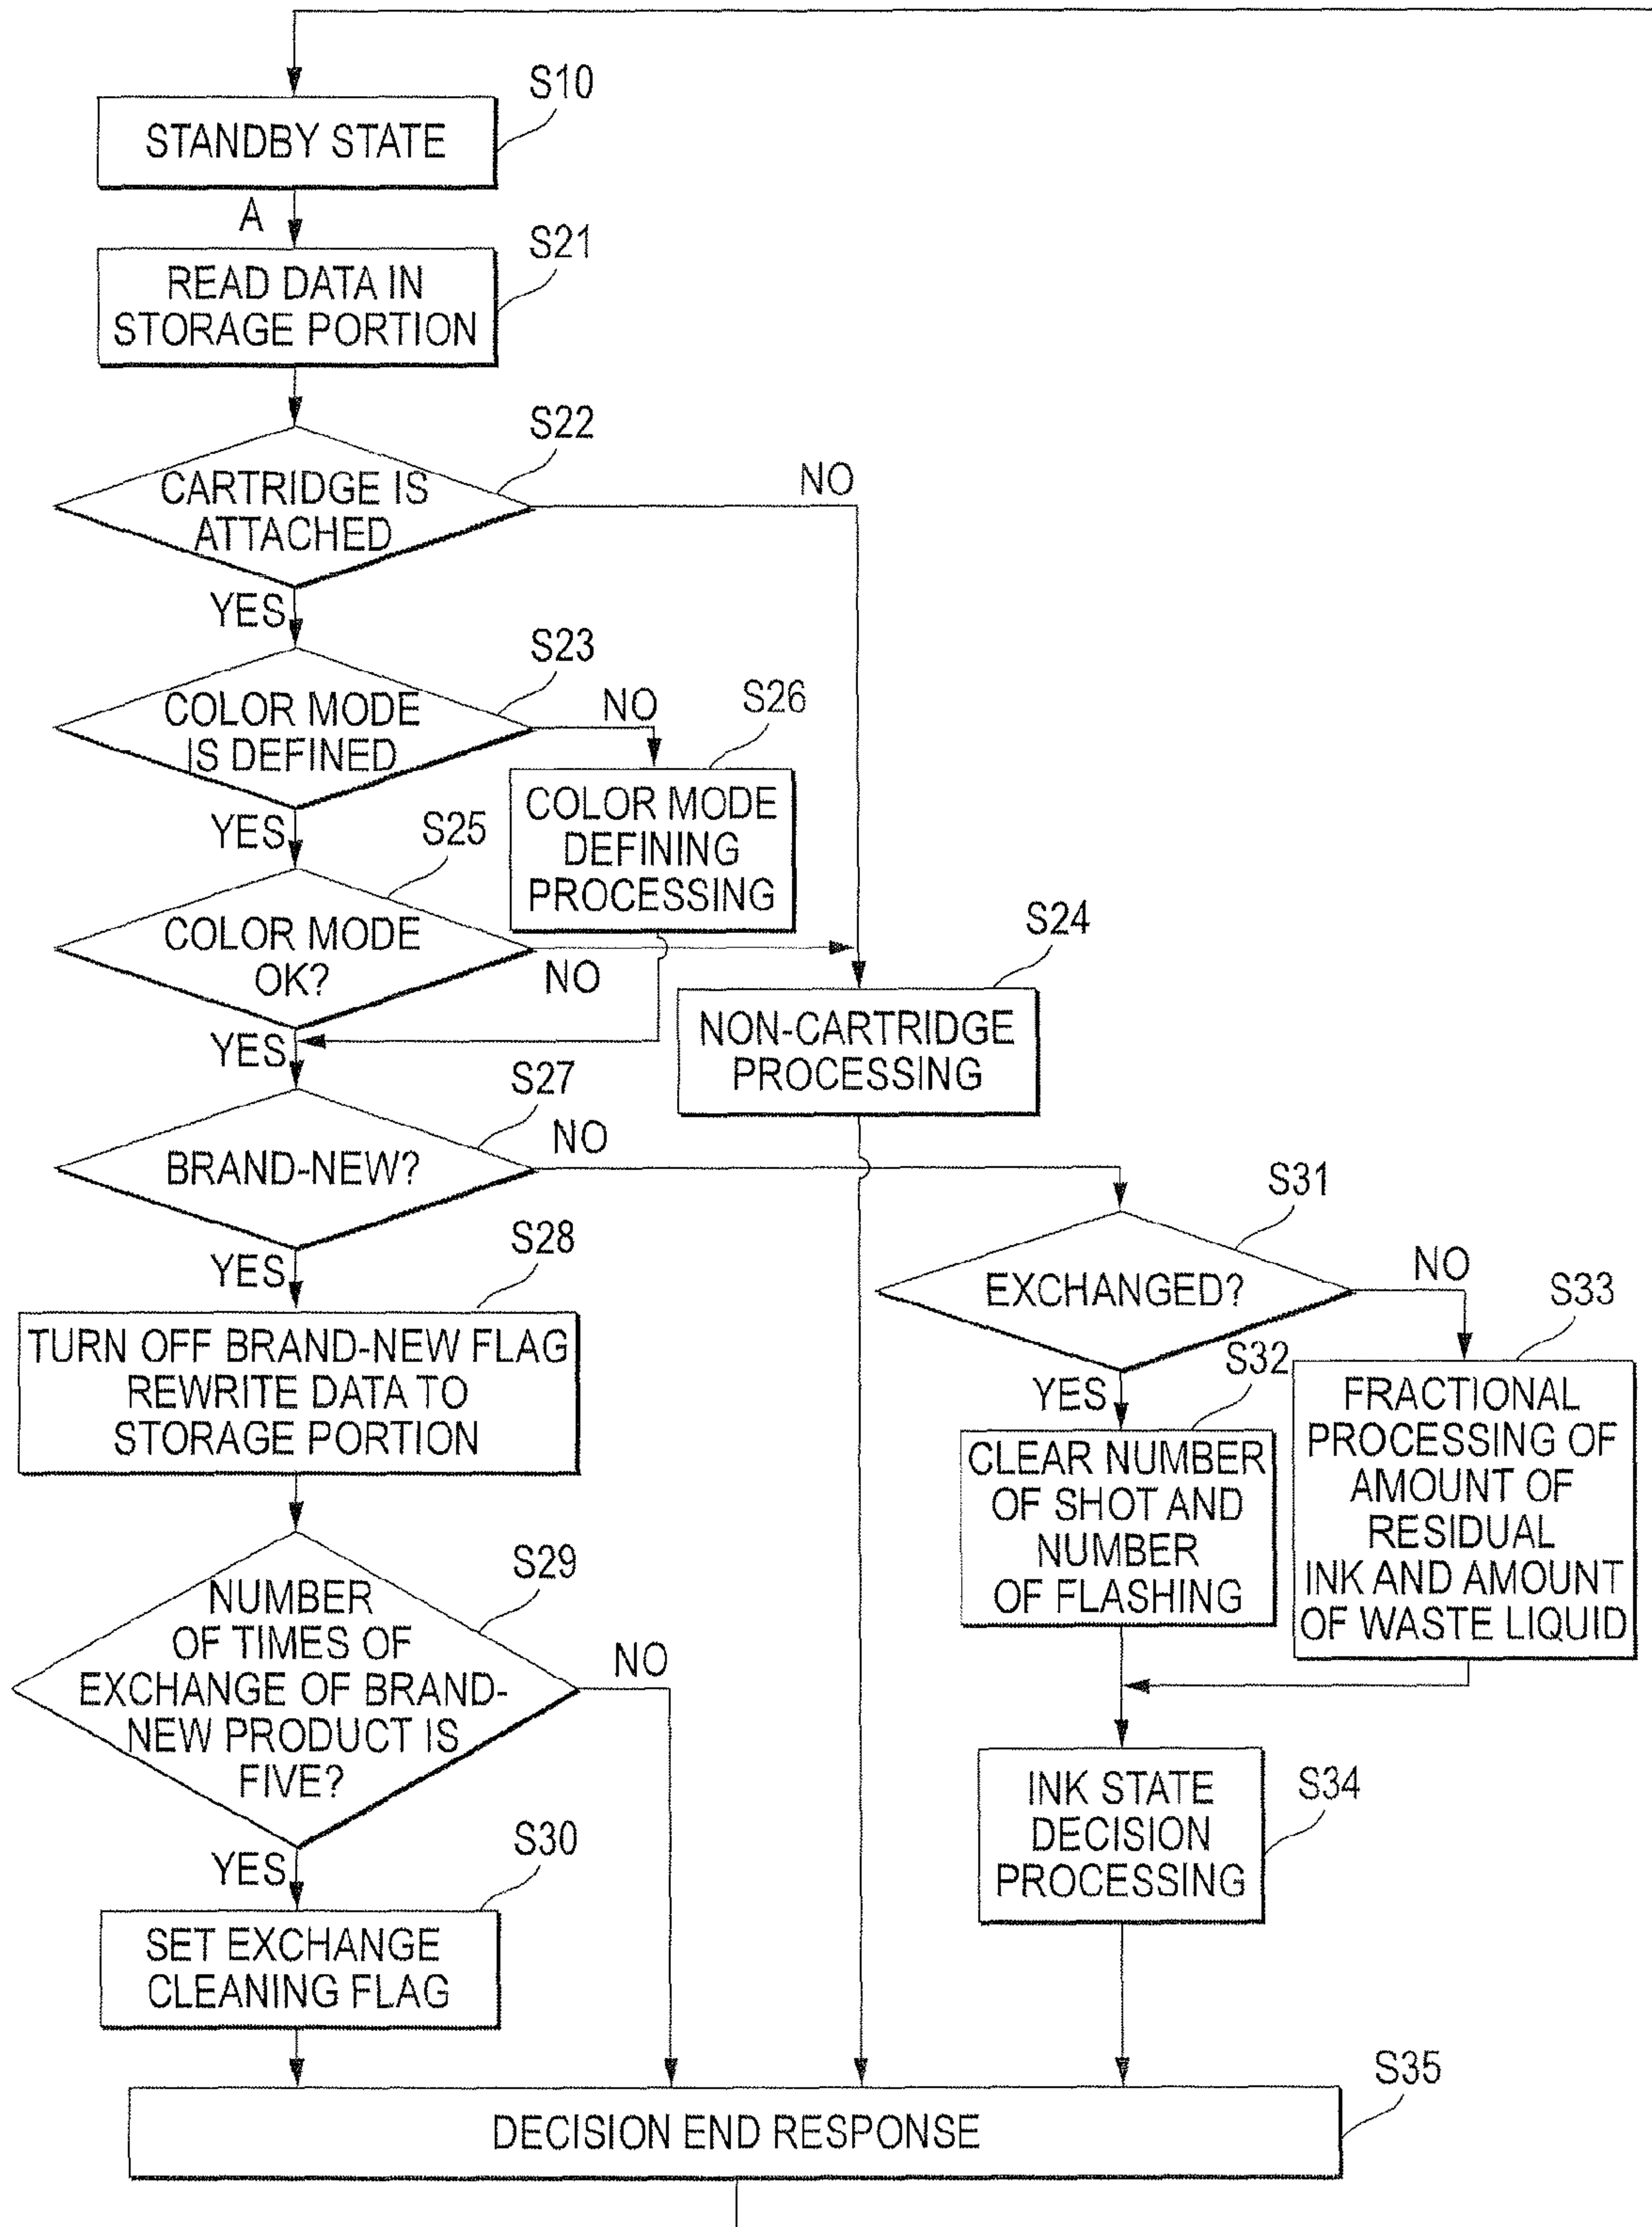 S10
STANDBY STATE
A
S21
READ DATA IN
STORAGE PORTION
S22
CARTRIDGE IS
ATTACHED
NO
YES
S23
COLOR MODE
IS DEFINED
NO
S26
COLOR MODE
DEFINING
PROCESSING
YES
S25
COLOR MODE
OK?
NO
S24
NON-CARTRIDGE
PROCESSING
YES
S27
BRAND-NEW?
NO
YES
S28
TURN OFF BRAND-NEW FLAG
REWRITE DATA TO
STORAGE PORTION
S31
EXCHANGED?
NO
YES
S32
CLEAR NUMBER
OF SHOT AND
NUMBER
OF FLASHING
S33
FRACTIONAL
PROCESSING OF
AMOUNT OF
RESIDUAL
INK AND AMOUNT
OF WASTE LIQUID
S29
NUMBER
OF TIMES OF
EXCHANGE OF BRAND-
NEW PRODUCT IS
FIVE?
NO
YES
S30
SET EXCHANGE
CLEANING FLAG
S34
INK STATE
DECISION
PROCESSING
S35
DECISION END RESPONSE